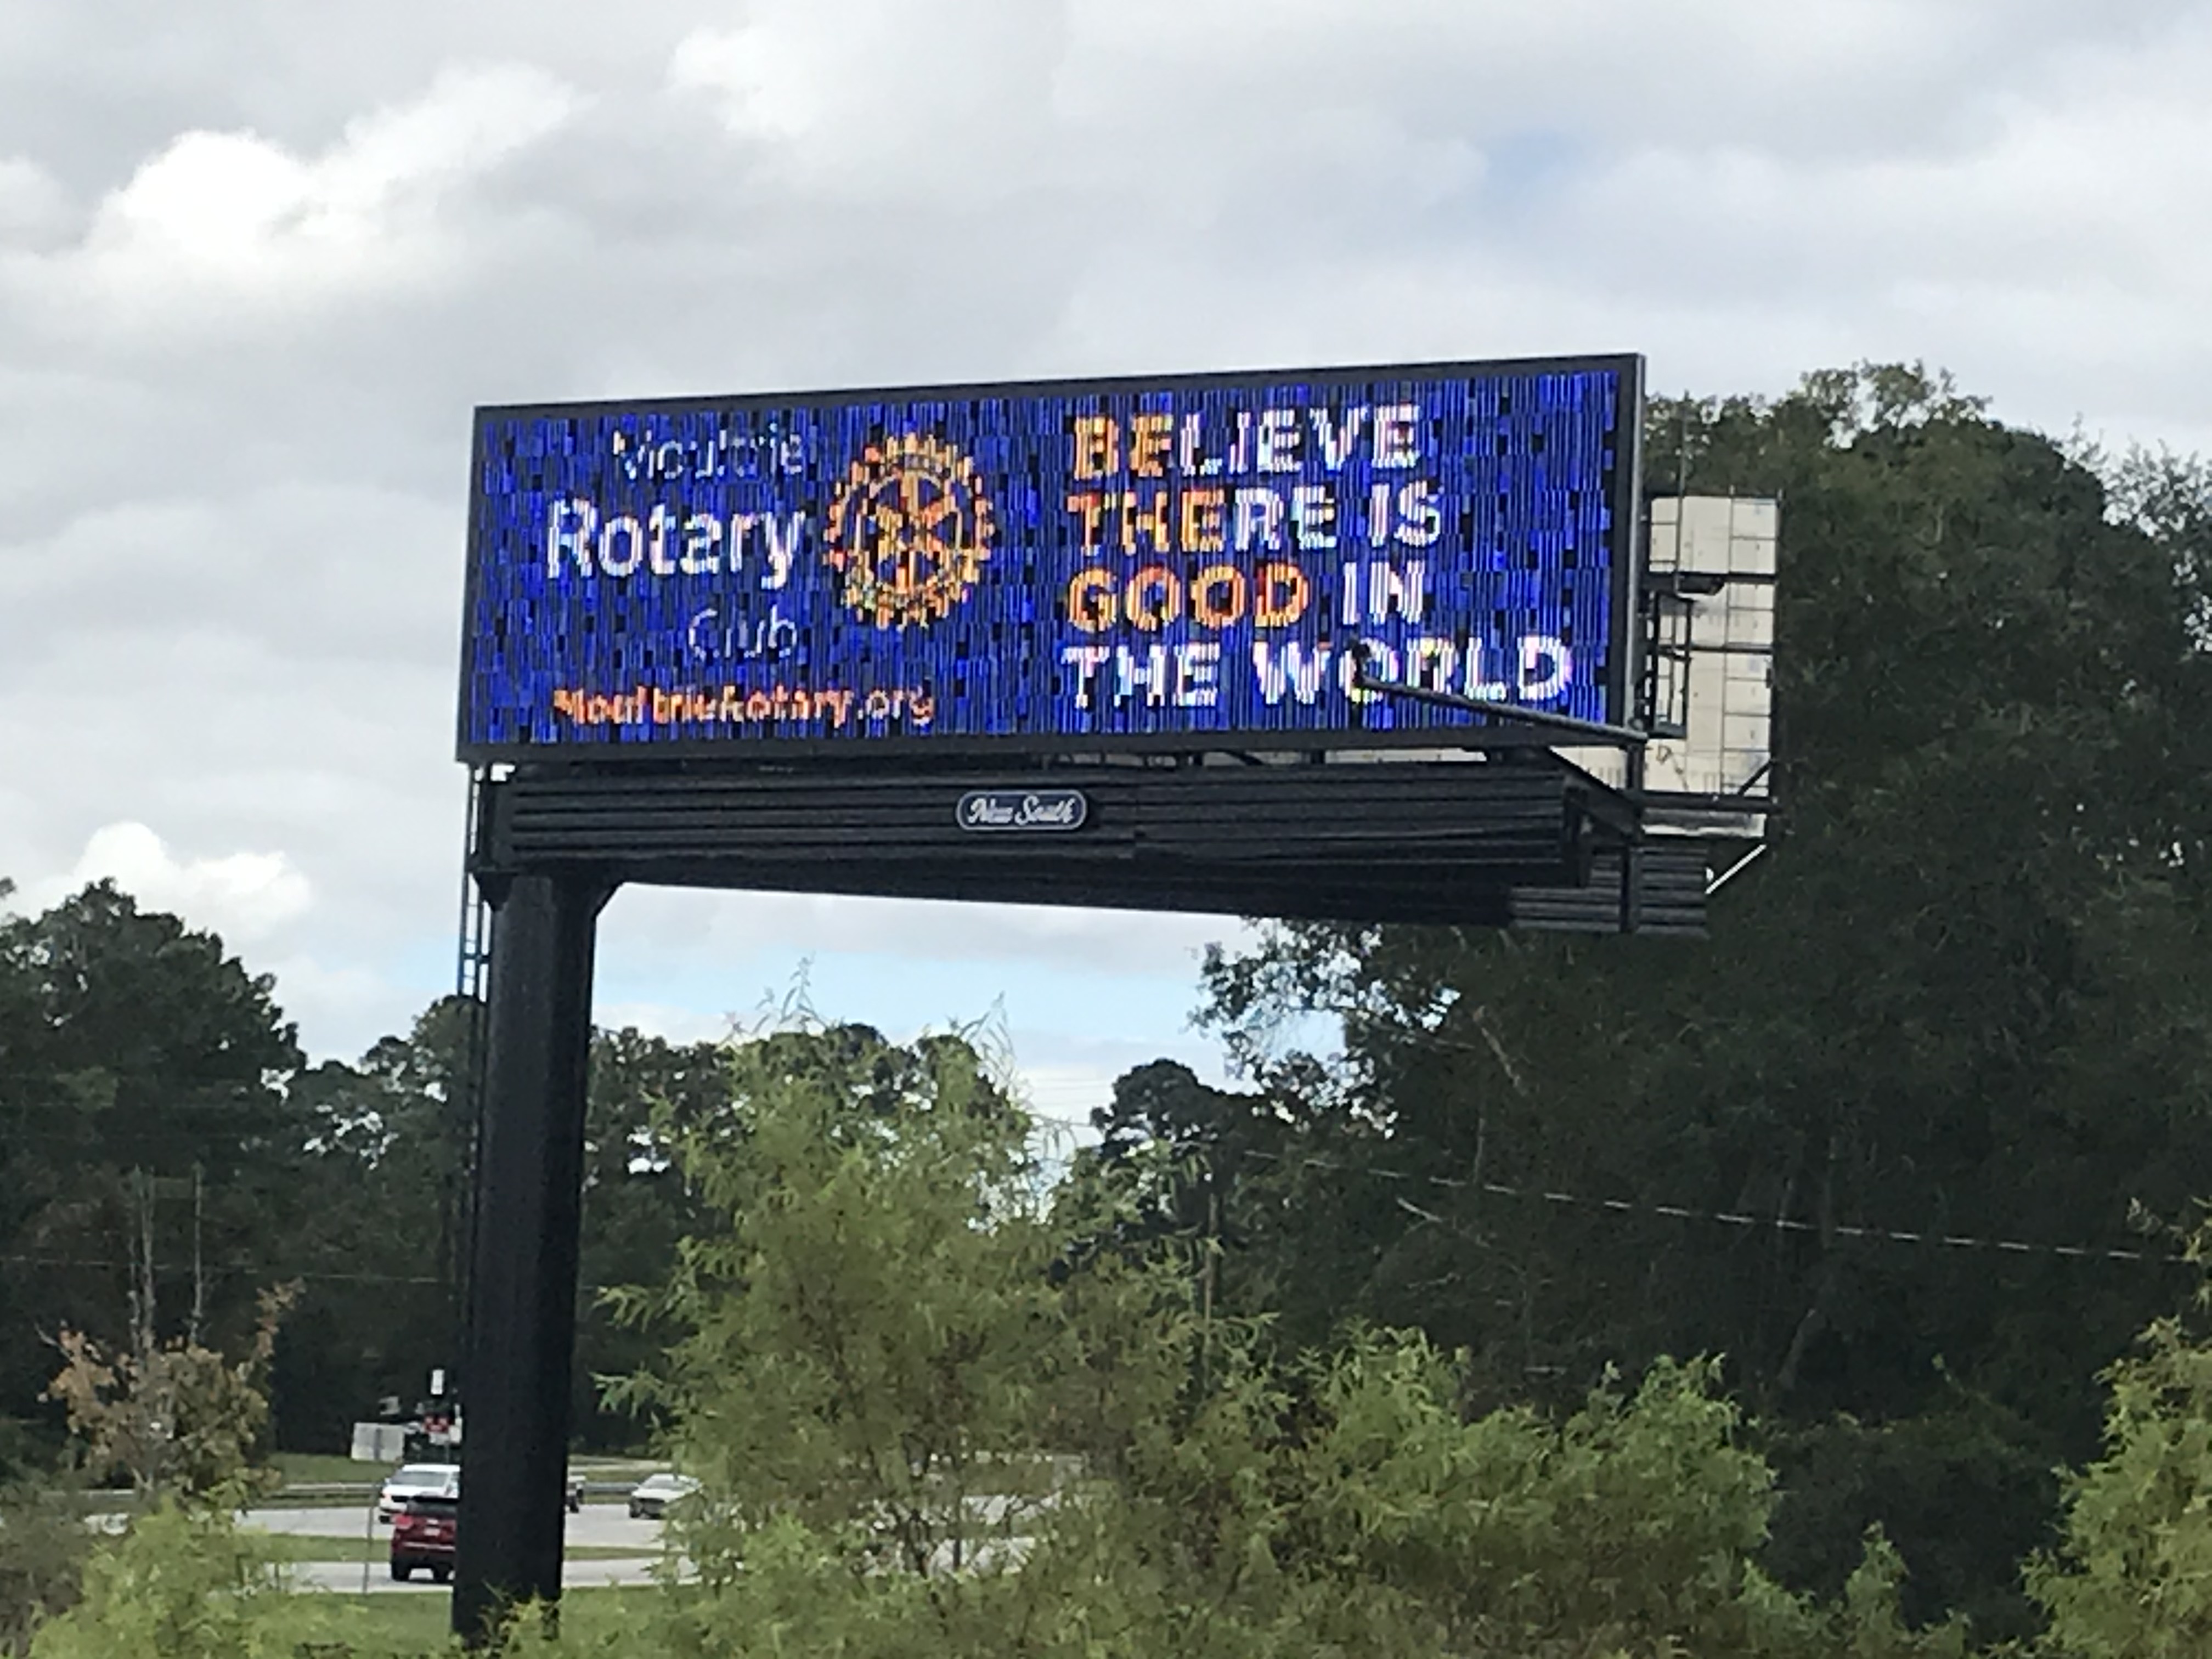 Moultrie
Rotary
Club
MoultrieRotary.org
BELIEVE
THERE IS
GOOD IN
THE WORLD
New South